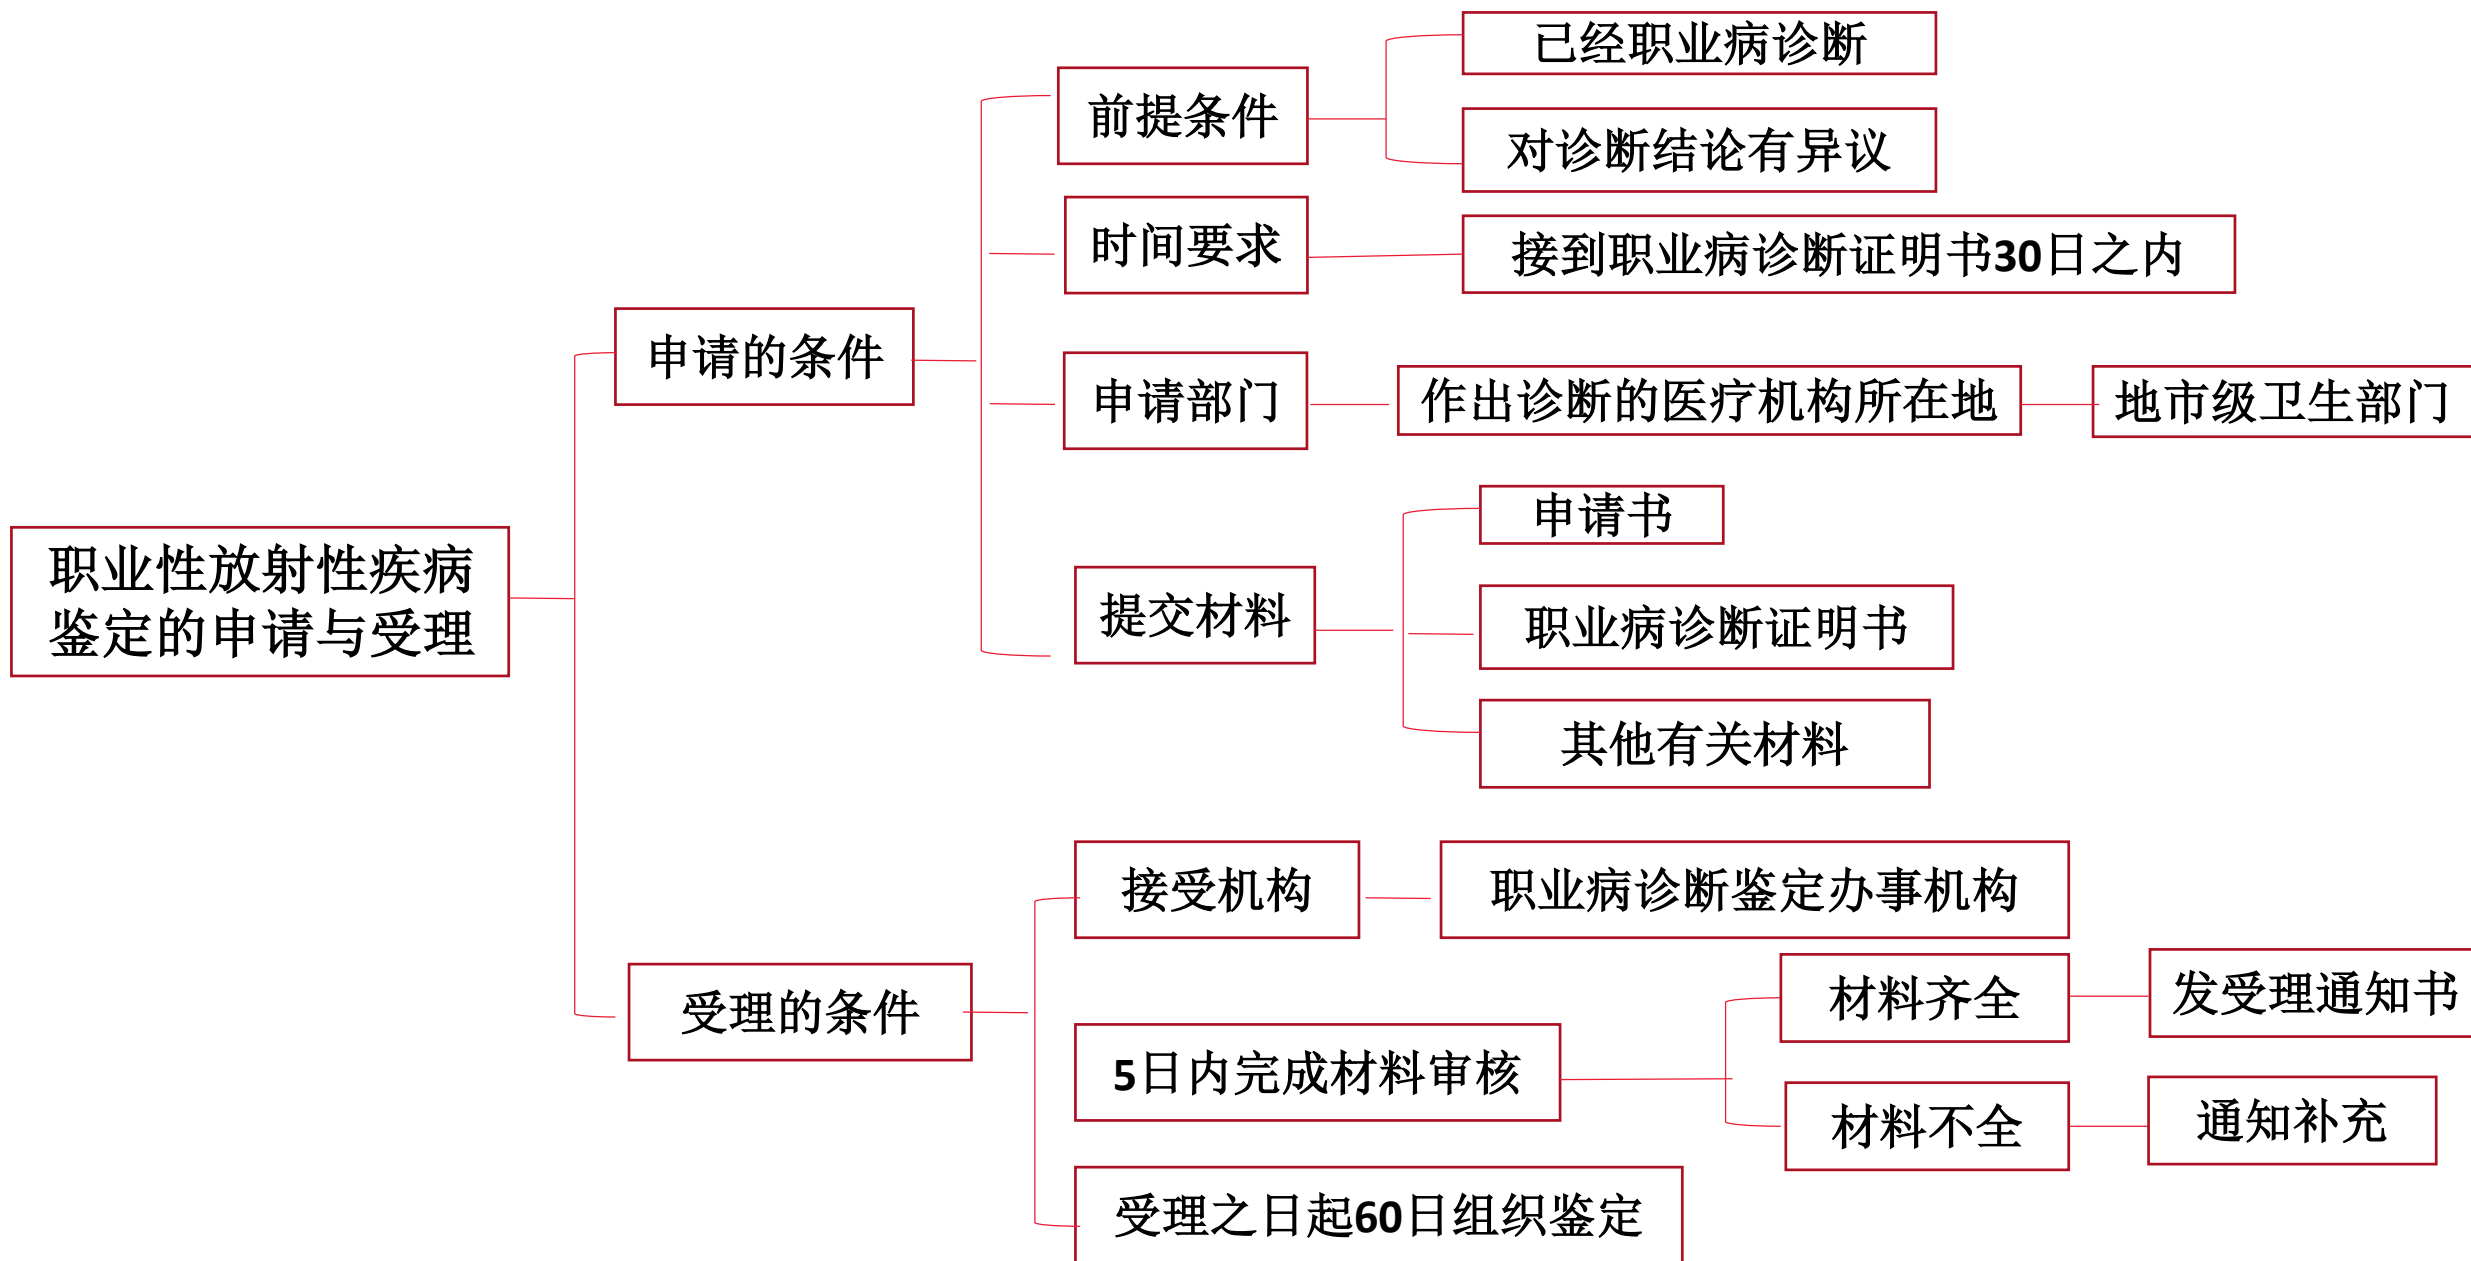 职业性放射性疾病
鉴定的申请与受理
申请的条件
前提条件
已经职业病诊断
对诊断结论有异议
时间要求
接到职业病诊断证明书30日之内
申请部门
作出诊断的医疗机构所在地
地市级卫生部门
提交材料
申请书
职业病诊断证明书
其他有关材料
受理的条件
接受机构
职业病诊断鉴定办事机构
5日内完成材料审核
材料齐全
发受理通知书
材料不全
通知补充
受理之日起60日组织鉴定